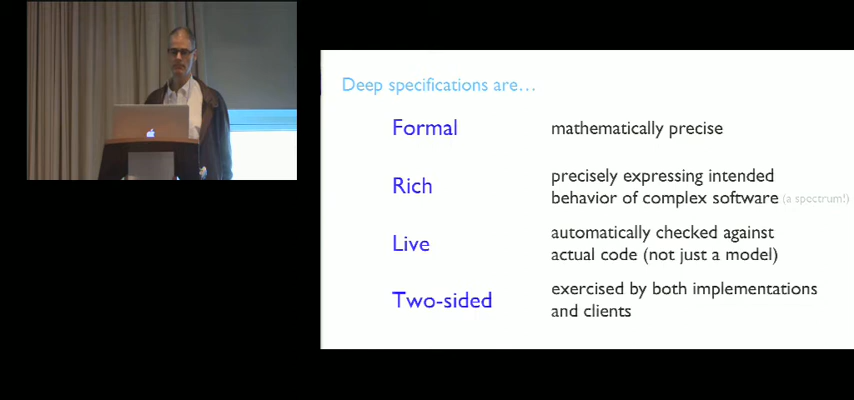 Deep specifications are…
Formal
mathematically precise
Rich
precisely expressing intended
behavior of complex software (a spectrum!)
Live
automatically checked against
actual code (not just a model)
Two-sided
exercised by both implementations
and clients